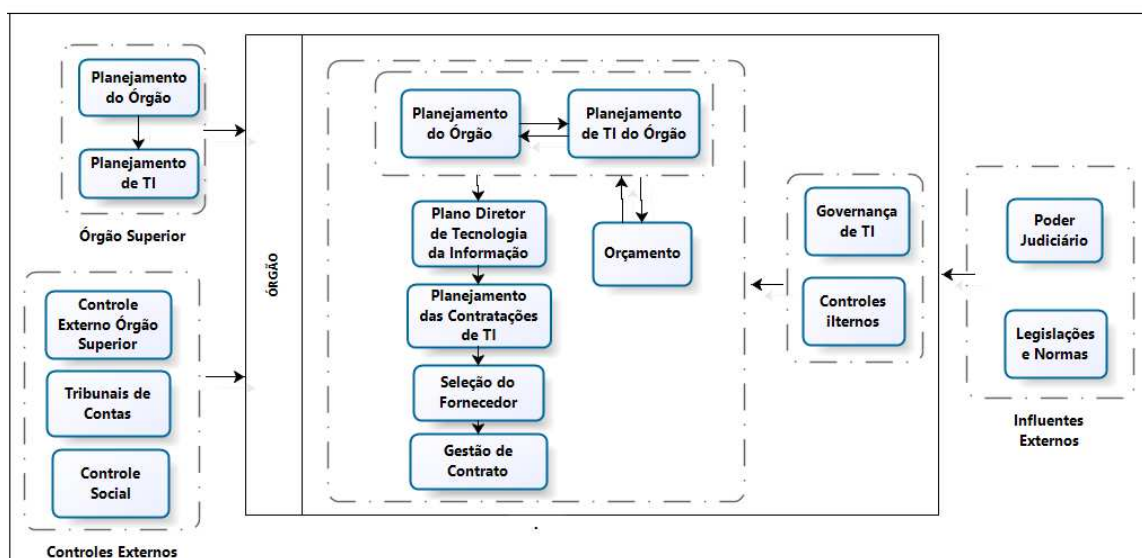 Planejamento
do Órgão
Planejamento
de TI
Órgão Superior
Controle
Externo Órgão
Superior
Tribunais de
Contas
Controle
Social
Controles Externos
ÓRGÃO
Planejamento
do Órgão
Planejamento
de TI do Órgão
Plano Diretor
de Tecnologia
da Informação
Orçamento
Planejamento
das Contratações
de TI
Seleção do
Fornecedor
Gestão de
Contrato
Governança
de TI
Controles
ilternos
Poder
Judiciário
Legislações
e Normas
Influentes
Externos